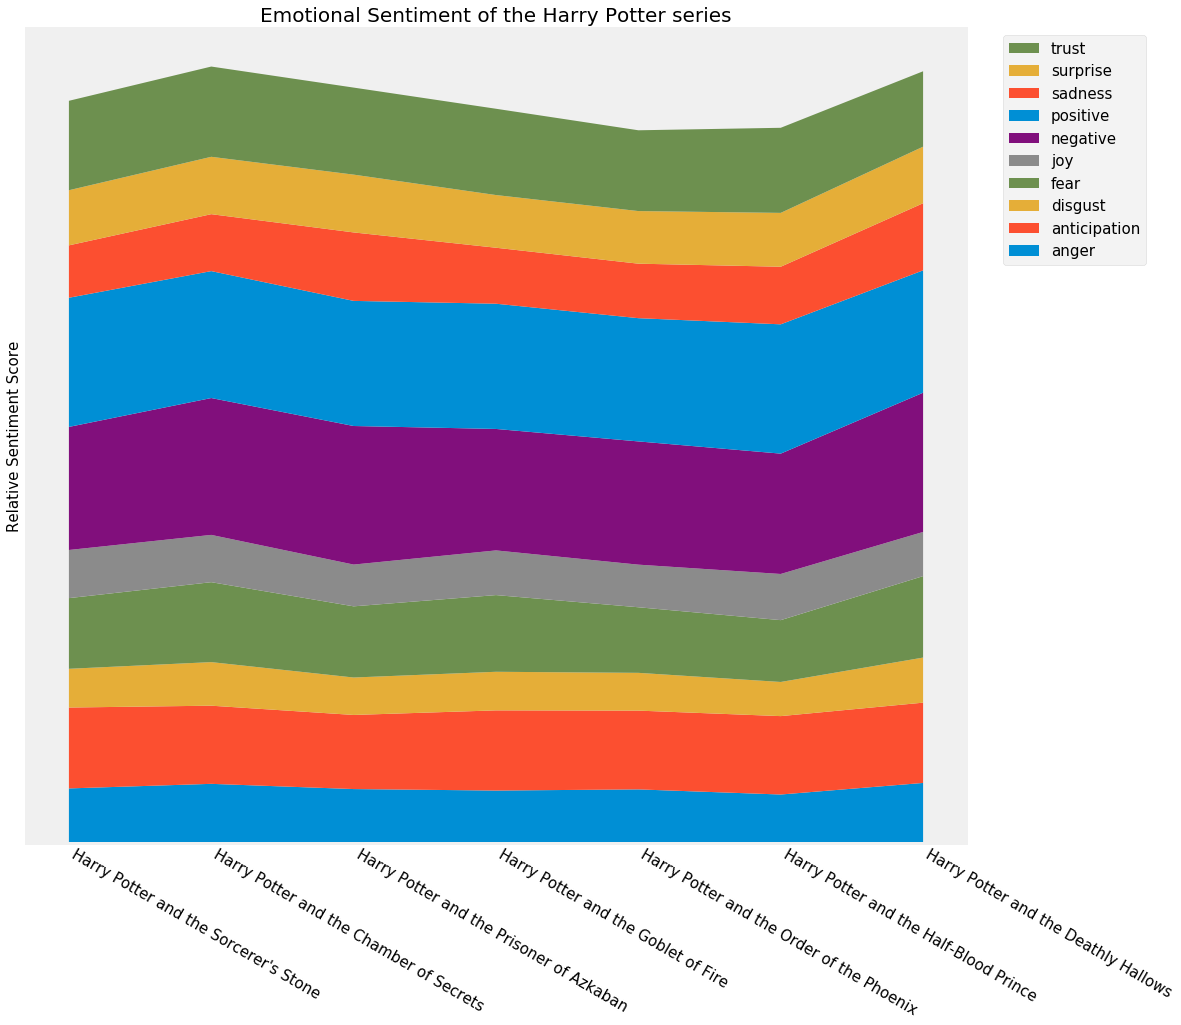 Emotional Sentiment of the Harry Potter series
trust
surprise
sadness
positive
negative
joy
fear
disgust
anticipation
anger
Relative Sentiment Score
Harry Potter and the Sorcerer's Stone
Harry Potter and the Chamber of Secrets
Harry Potter and the Prisoner of Azkaban
Harry Potter and the Goblet of Fire
Harry Potter and the Order of the Phoenix
Harry Potter and the Half-Blood Prince
Harry Potter and the Deathly Hallows